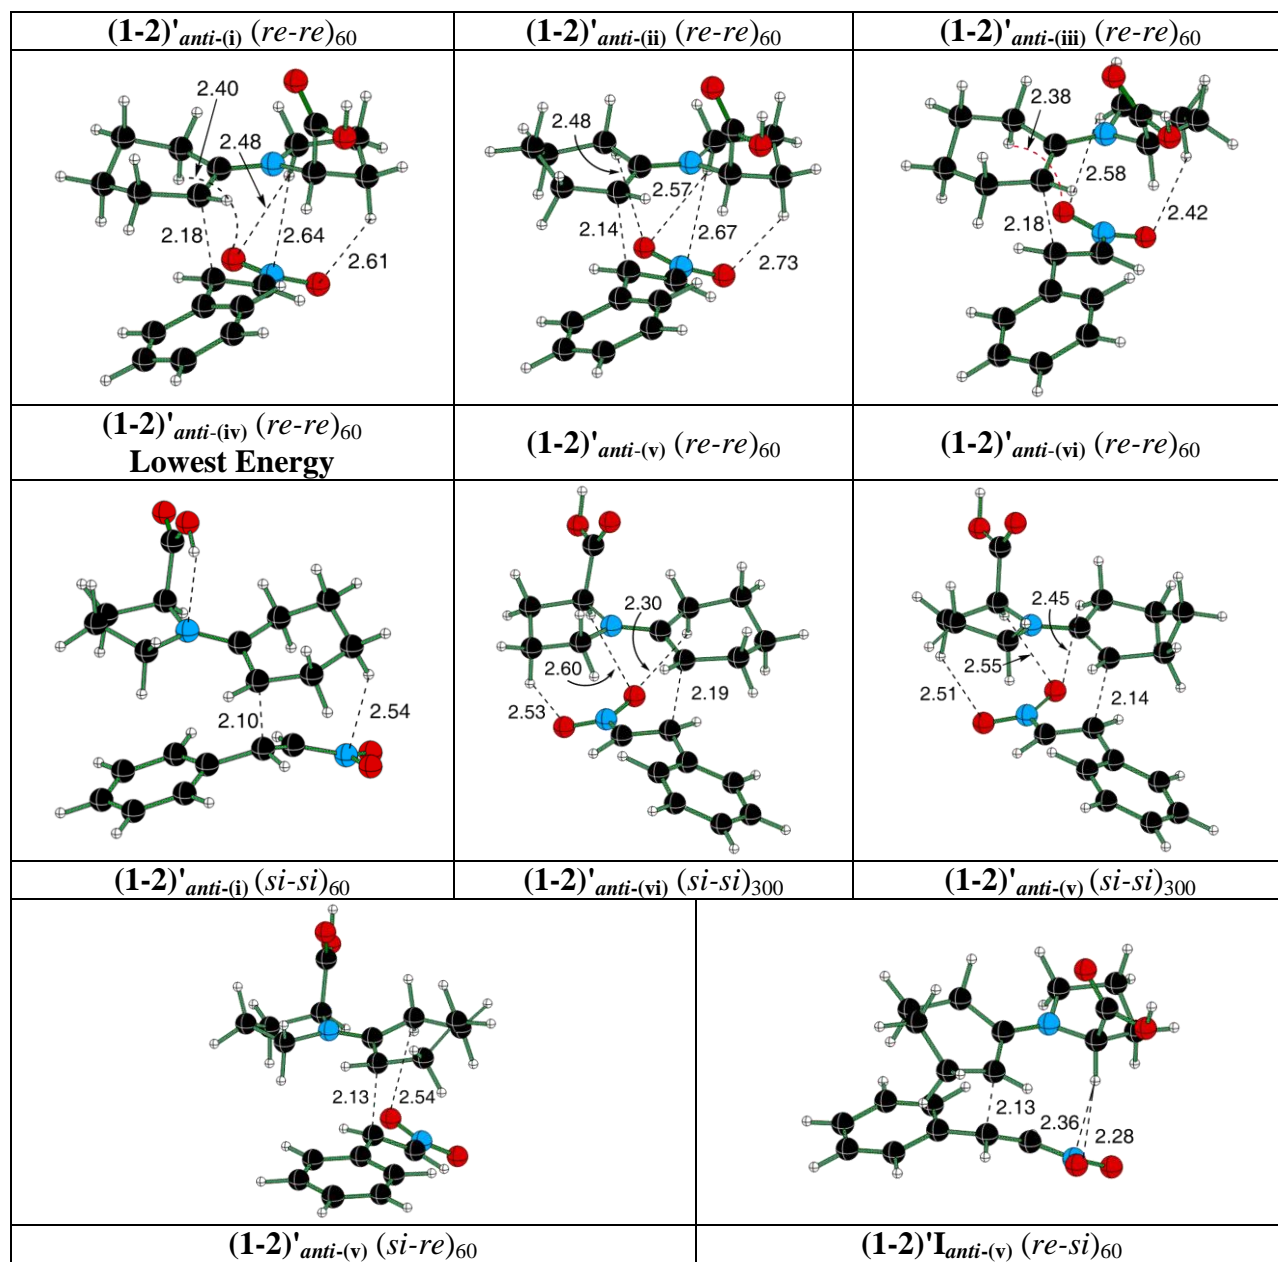 (1-2)'anti-(i) (re-re)60
(1-2)'anti-(ii) (re-re)60
(1-2)'anti-(iii) (re-re)60
2.40
2.48
2.18
2.64
2.61
2.48
2.57
2.14
2.67
2.73
2.38
2.58
2.18
2.42
(1-2)'anti-(iv) (re-re)60
Lowest Energy
(1-2)'anti-(v) (re-re)60
(1-2)'anti-(vi) (re-re)60
2.10
2.54
2.30
2.60
2.53
2.19
2.45
2.55
2.51
2.14
(1-2)'anti-(i) (si-si)60
(1-2)'anti-(vi) (si-si)300
(1-2)'anti-(v) (si-si)300
2.13
2.54
2.13
2.36
2.28
(1-2)'anti-(v) (si-re)60
(1-2)'Ianti-(v) (re-si)60